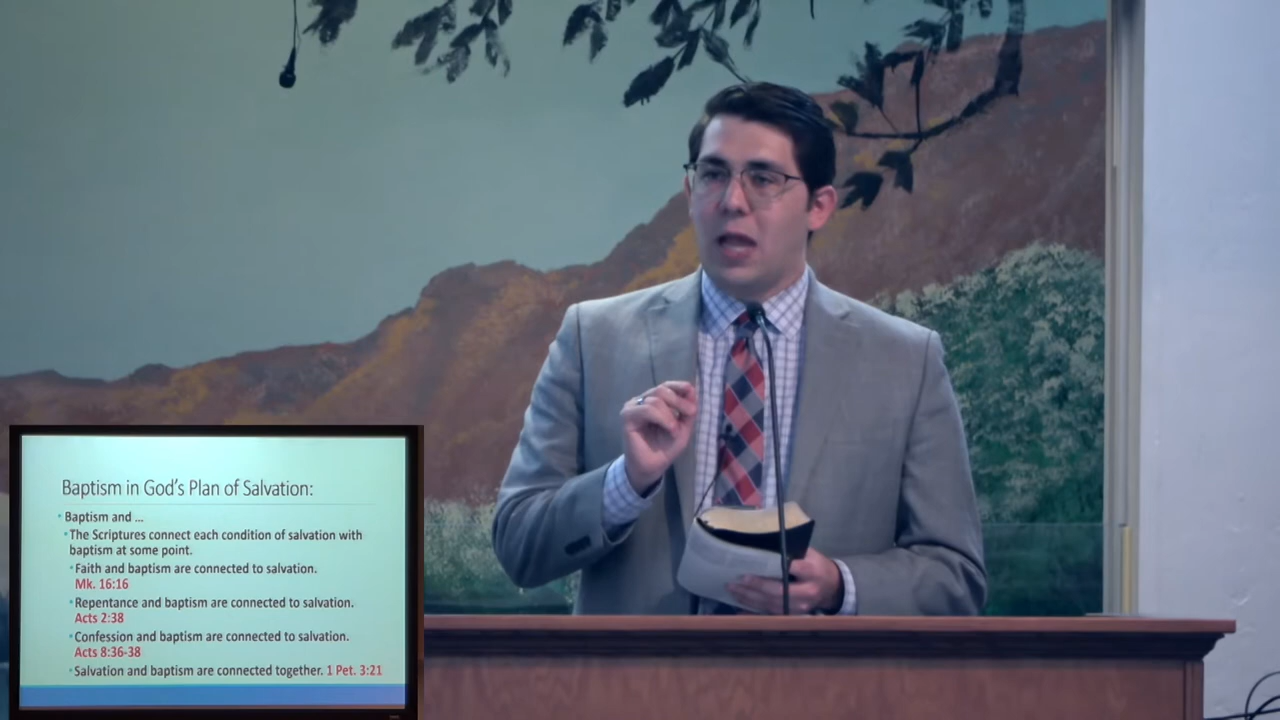 Baptism in God's Plan of Salvation:
Baptism and ...
The Scriptures connect each condition of salvation with
baptism at some point.
Faith and baptism are connected to salvation.
Mk. 16:16
Repentance and baptism are connected to salvation.
Acts 2:38
Confession and baptism are connected to salvation.
Acts 8:36-38
Salvation and baptism are connected together. 1 Pet. 3:21